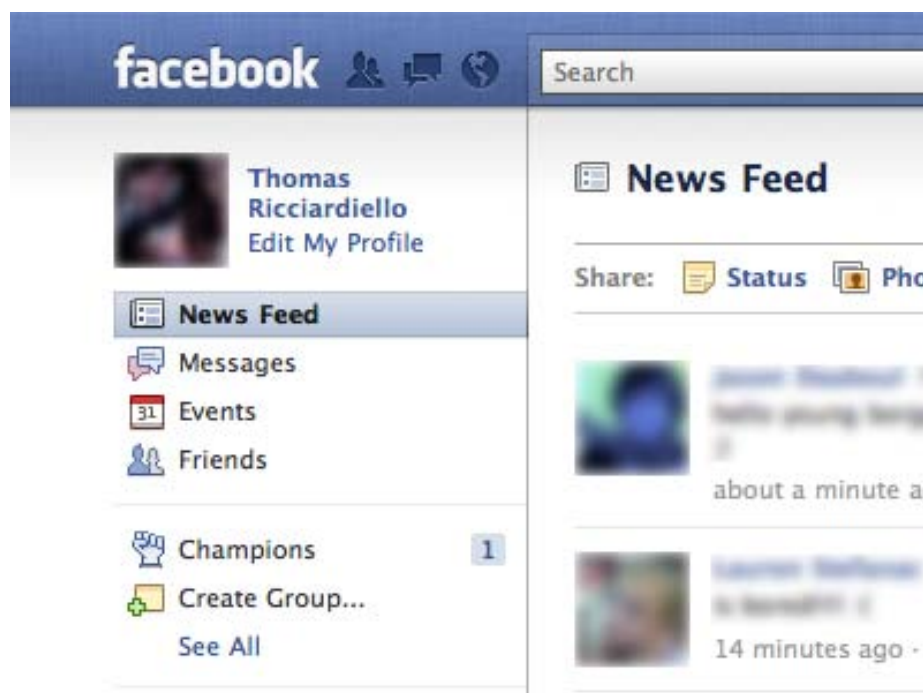 facebook
Search
Thomas
Ricciardiello
Edit My Profile
News Feed
Messages
31 Events
Friends
Champions 1
Create Group...
See All
News Feed
Share: Status Pho
about a minute a
14 minutes ago ·